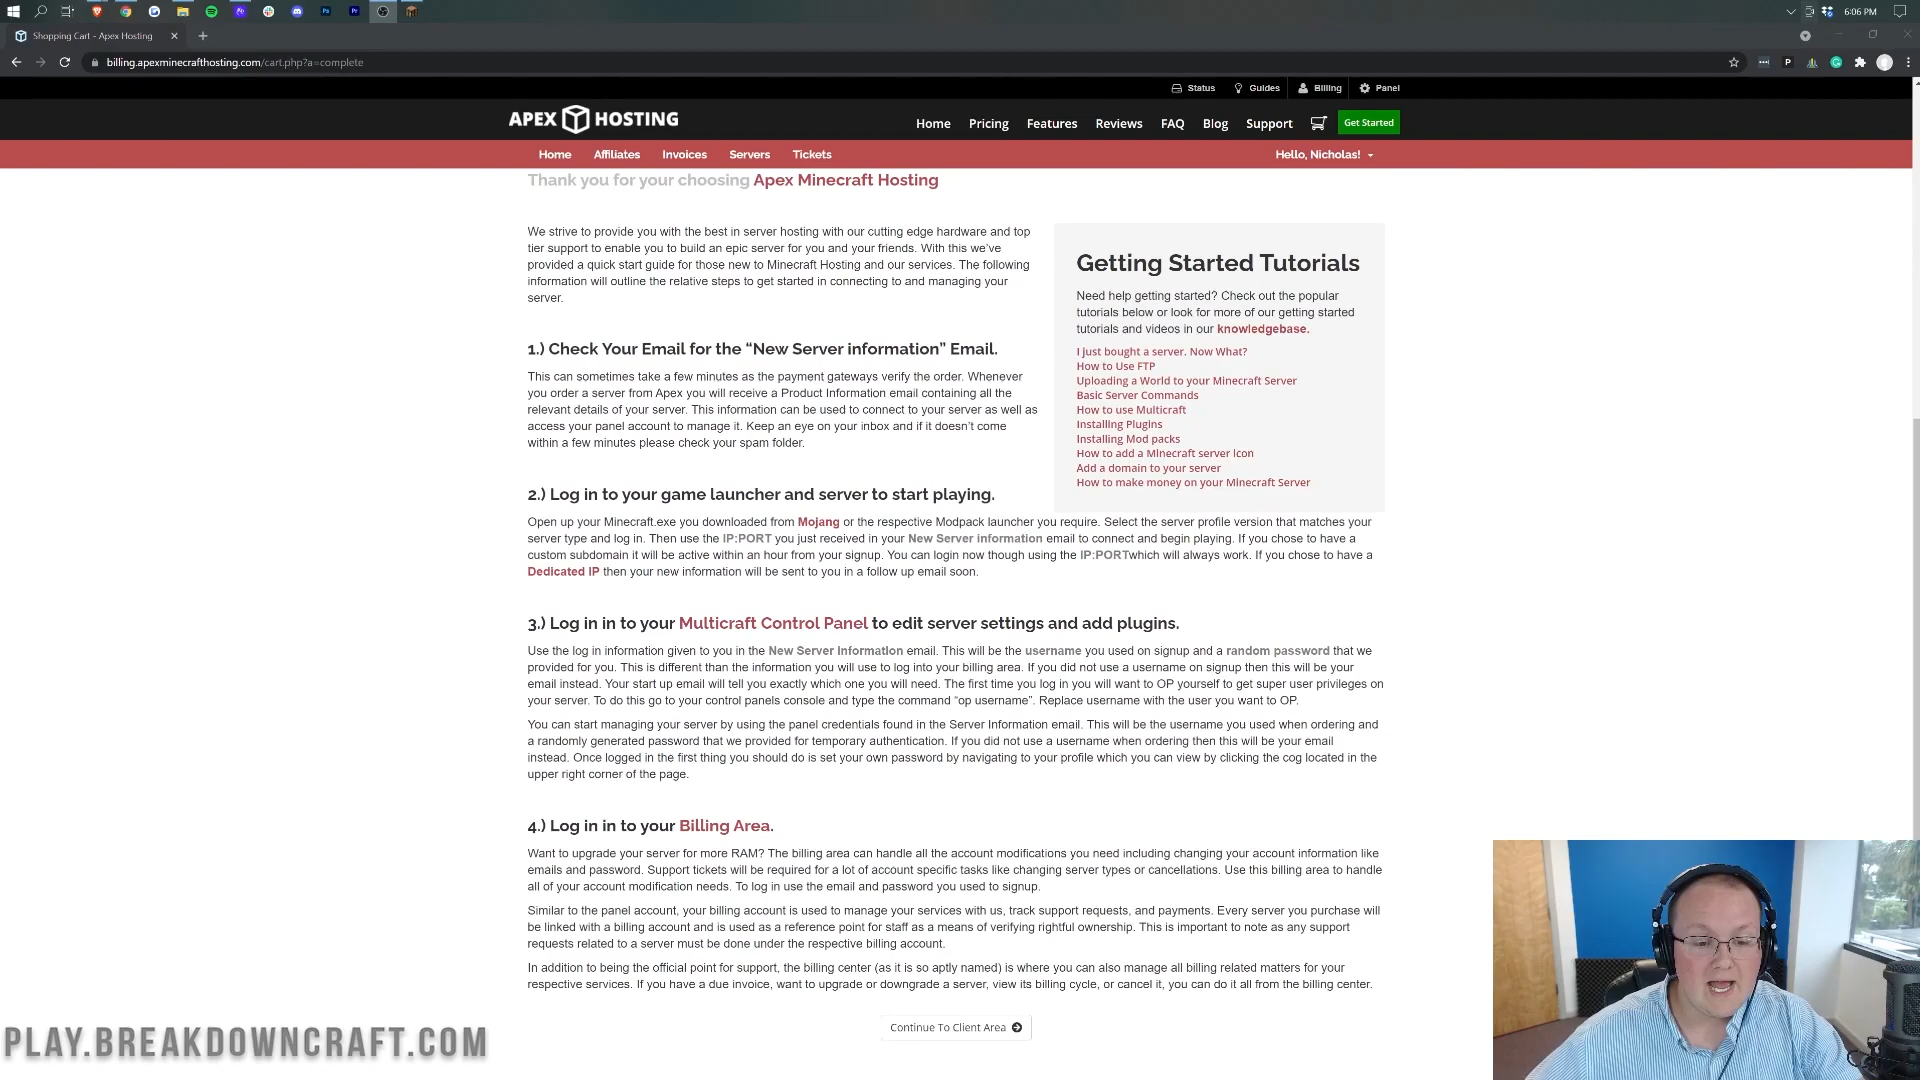 6:06 PM
Shopping Cart - Apex Hosting
billing.apexminecrafthosting.com/cart.php?a=complete
Status Guides Billing Panel
APEX HOSTING
Home Pricing Features Reviews FAQ Blog Support Get Started
Home Affiliates Invoices Servers Tickets Hello, Nicholas!
Thank you for your choosing Apex Minecraft Hosting
We strive to provide you with the best in server hosting with our cutting edge hardware and top
tier support to enable you to build an epic server for you and your friends. With this we've
provided a quick start guide for those new to Minecraft Hosting and our services. The following
information will outline the relative steps to get started in connecting to and managing your
server.
Getting Started Tutorials
Need help getting started? Check out the popular
tutorials below or look for more of our getting started
tutorials and videos in our knowledgebase.
I just bought a server. Now What?
How to Use FTP
Uploading a World to your Minecraft Server
Basic Server Commands
How to use Multicraft
Installing Plugins
Installing Mod packs
How to add a Minecraft server icon
Add a domain to your server
How to make money on your Minecraft Server
1.) Check Your Email for the “New Server information” Email.
This can sometimes take a few minutes as the payment gateways verify the order. Whenever
you order a server from Apex you will receive a Product Information email containing all the
relevant details of your server. This information can be used to connect to your server as well as
access your panel account to manage it. Keep an eye on your inbox and if it doesn't come
within a few minutes please check your spam folder.
2.) Log in to your game launcher and server to start playing.
Open up your Minecraft.exe you downloaded from Mojang or the respective Modpack launcher you require. Select the server profile version that matches your
server type and log in. Then use the IP:PORT you just received in your New Server information email to connect and begin playing. If you chose to have a
custom subdomain it will be active within an hour from your signup. You can login now though using the IP:PORTwhich will always work. If you chose to have a
Dedicated IP then your new information will be sent to you in a follow up email soon.
3.) Log in in to your Multicraft Control Panel to edit server settings and add plugins.
Use the log in information given to you in the New Server Information email. This will be the username you used on signup and a random password that we
provided for you. This is different than the information you will use to log into your billing area. If you did not use a username on signup then this will be your
email instead. Your start up email will tell you exactly which one you will need. The first time you log in you will want to OP yourself to get super user privileges on
your server. To do this go to your control panels console and type the command “op username”. Replace username with the user you want to OP.
You can start managing your server by using the panel credentials found in the Server Information email. This will be the username you used when ordering and
a randomly generated password that we provided for temporary authentication. If you did not use a username when ordering then this will be your email
instead. Once logged in the first thing you should do is set your own password by navigating to your profile which you can view by clicking the cog located in the
upper right corner of the page.
4.) Log in in to your Billing Area.
Want to upgrade your server for more RAM? The billing area can handle all the account modifications you need including changing your account information like
emails and password. Support tickets will be required for a lot of account specific tasks like changing server types or cancellations. Use this billing area to handle
all of your account modification needs. To log in use the email and password you used to signup.
Similar to the panel account, your billing account is used to manage your services with us, track support requests, and payments. Every server you purchase will
be linked with a billing account and is used as a reference point for staff as a means of verifying rightful ownership. This is important to note as any support
requests related to a server must be done under the respective billing account.
In addition to being the official point for support, the billing center (as it is so aptly named) is where you can also manage all billing related matters for your
respective services. If you have a due invoice, want to upgrade or downgrade a server, view its billing cycle, or cancel it, you can do it all from the billing center.
Continue To Client Area
PLAY.BREAKDOWNCRAFT.COM